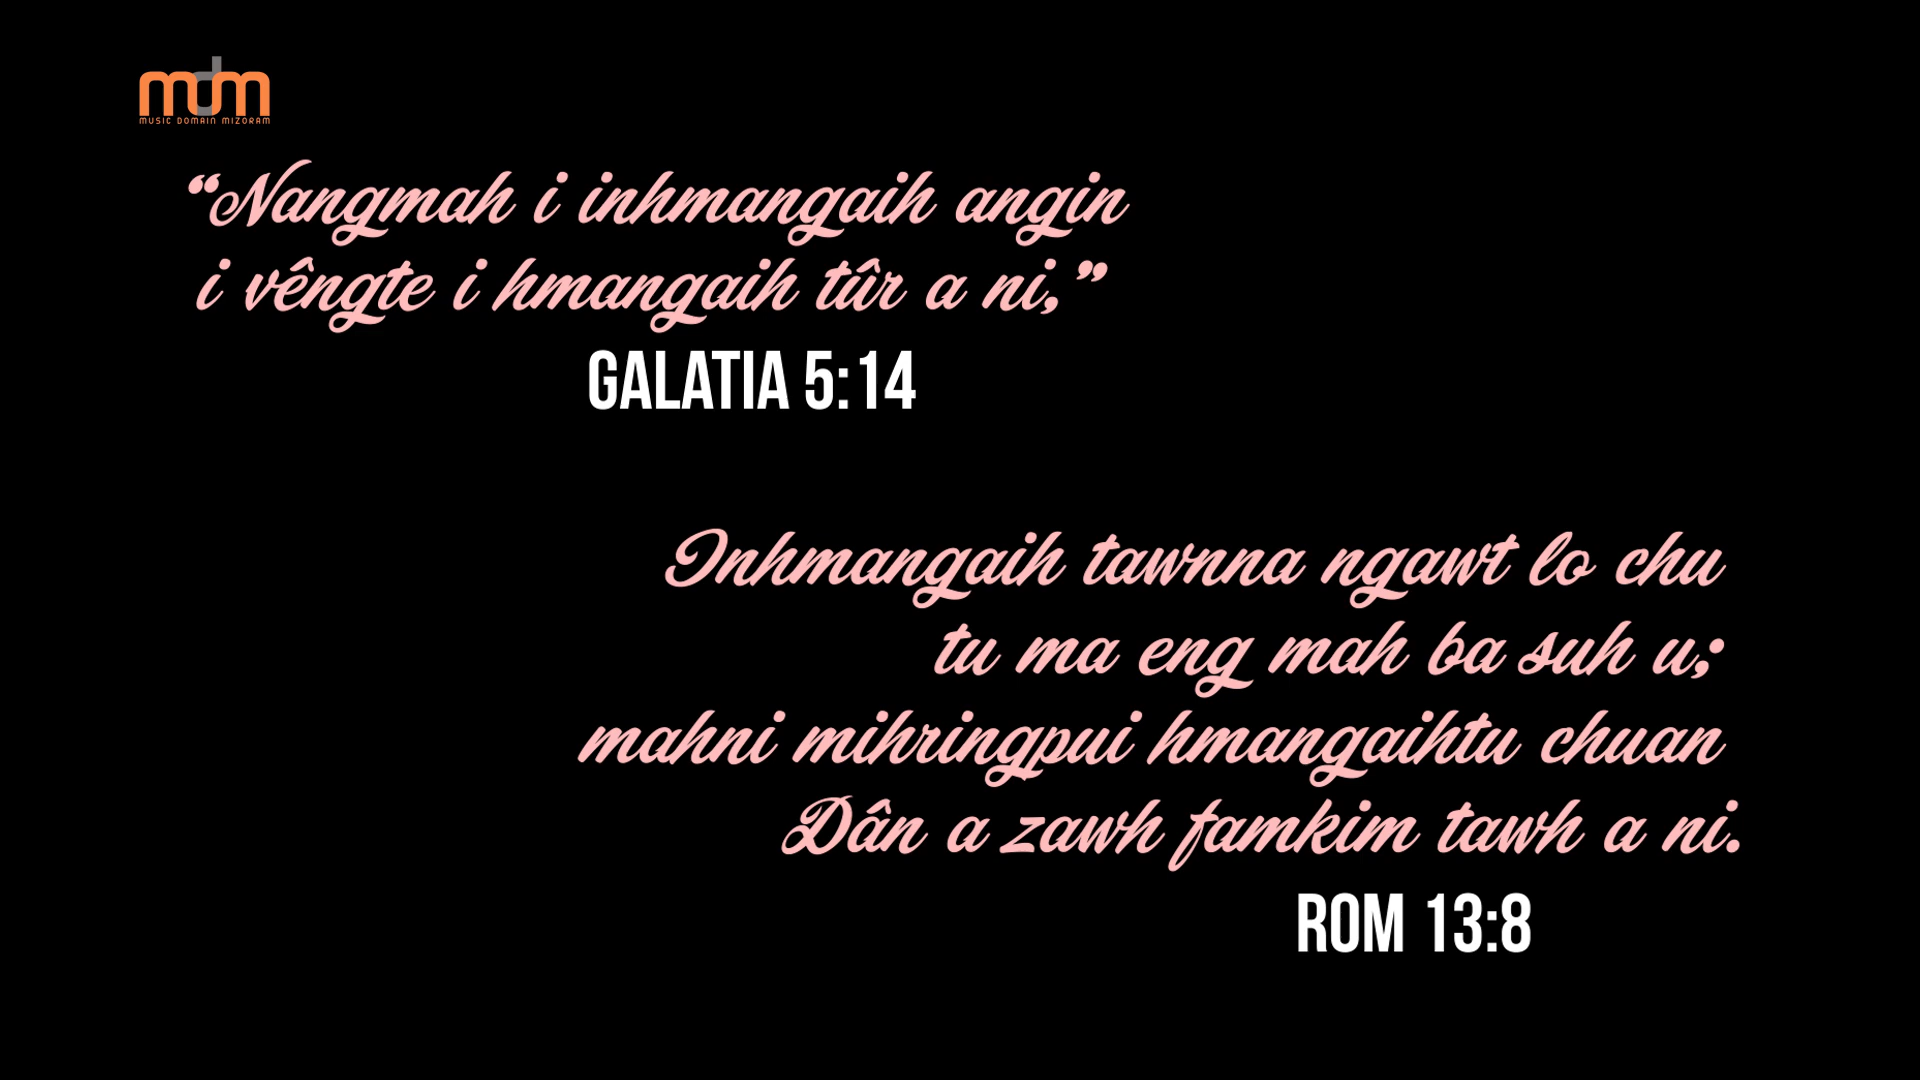 mdm
MUSIC DOMAIN MIZORAM
“Nangmah i inhmangaih angin
i vêngte i hmangaih tûr a ni,”
GALATIA 5:14
Inhmangaih tawnna ngawt lo chu
tu ma eng mah ba suh u;
mahni mihringpui hmangaihtu chuan
Dân a zawh famkim tawh a ni.
ROM 13:8